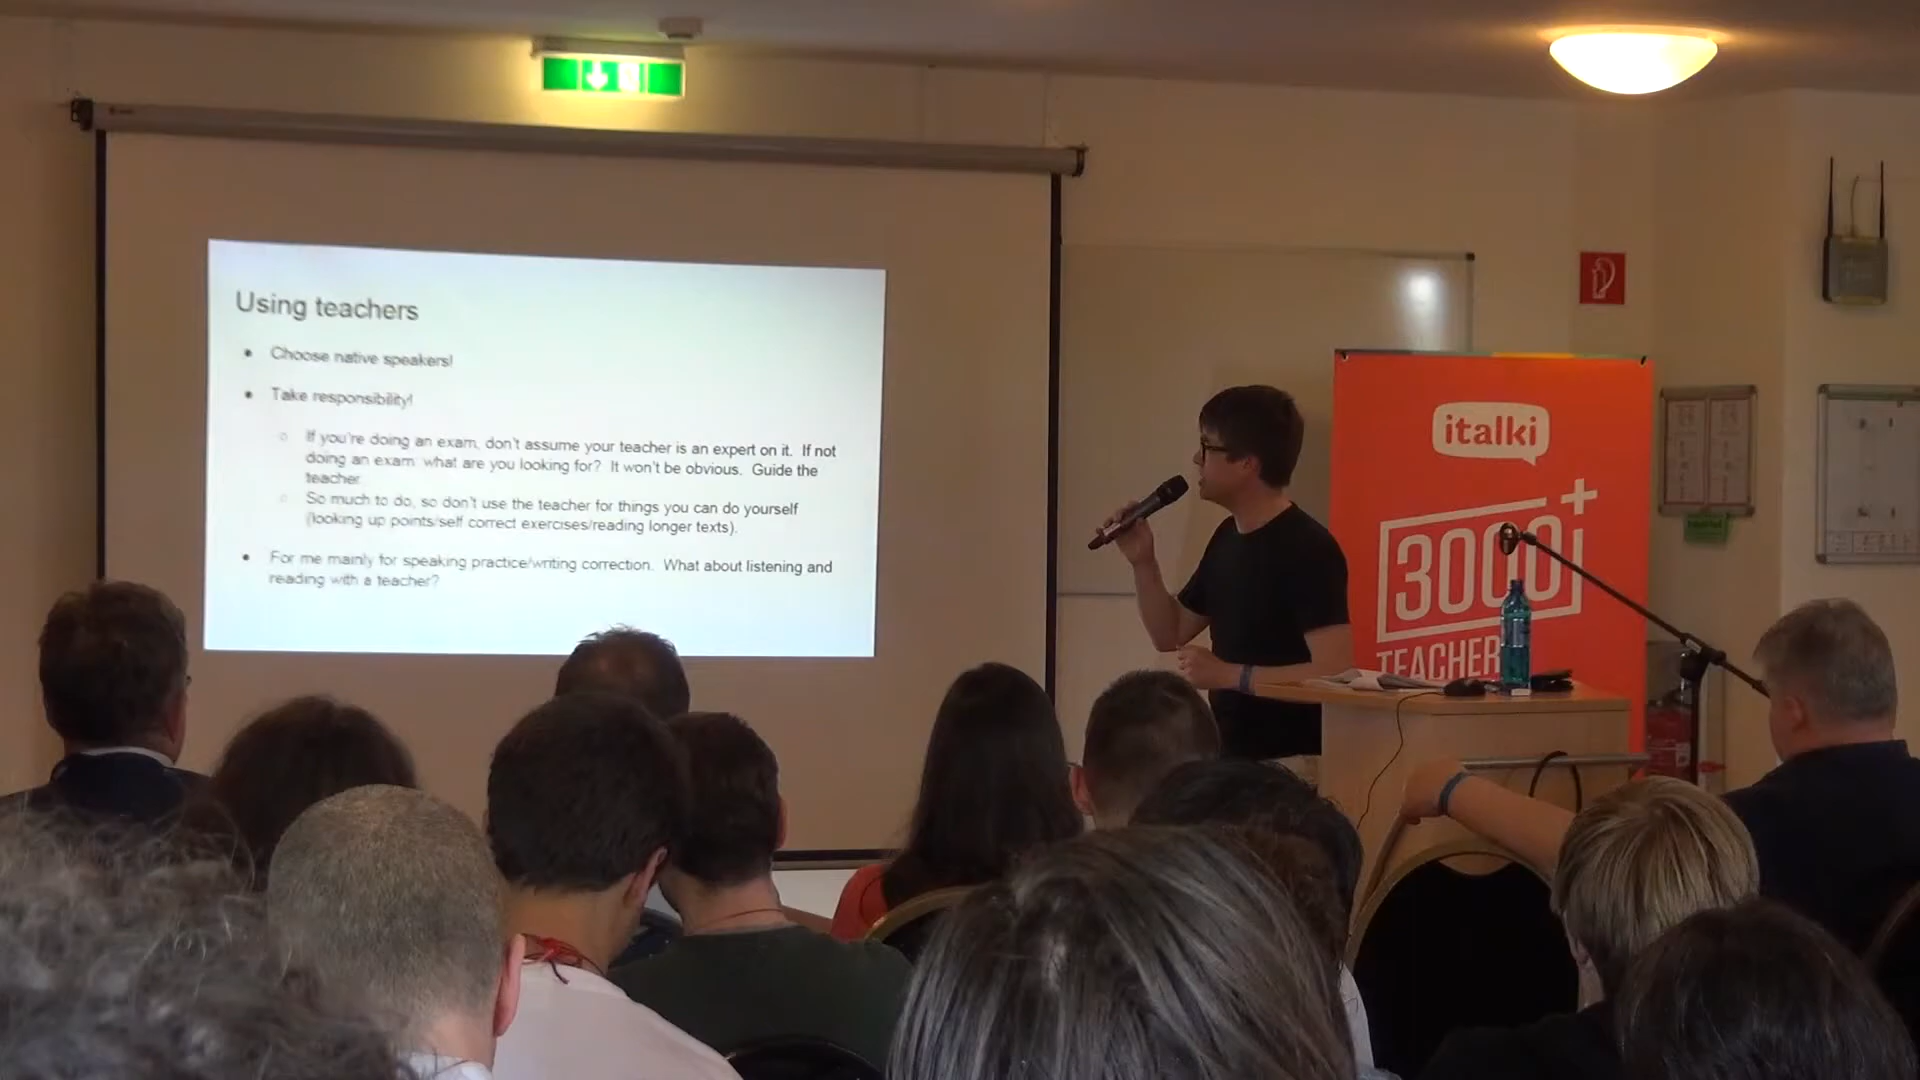 Using teachers
Choose native speakers!
Take responsibility!
If you're doing an exam, don't assume your teacher is an expert on it. If not
doing an exam: what are you looking for? It won't be obvious. Guide the
teacher.
So much to do, so don't use the teacher for things you can do yourself
(looking up points/self correct exercises/reading longer texts).
For me mainly for speaking practice/writing correction. What about listening and
reading with a teacher?
italki
3000+
TEACHER